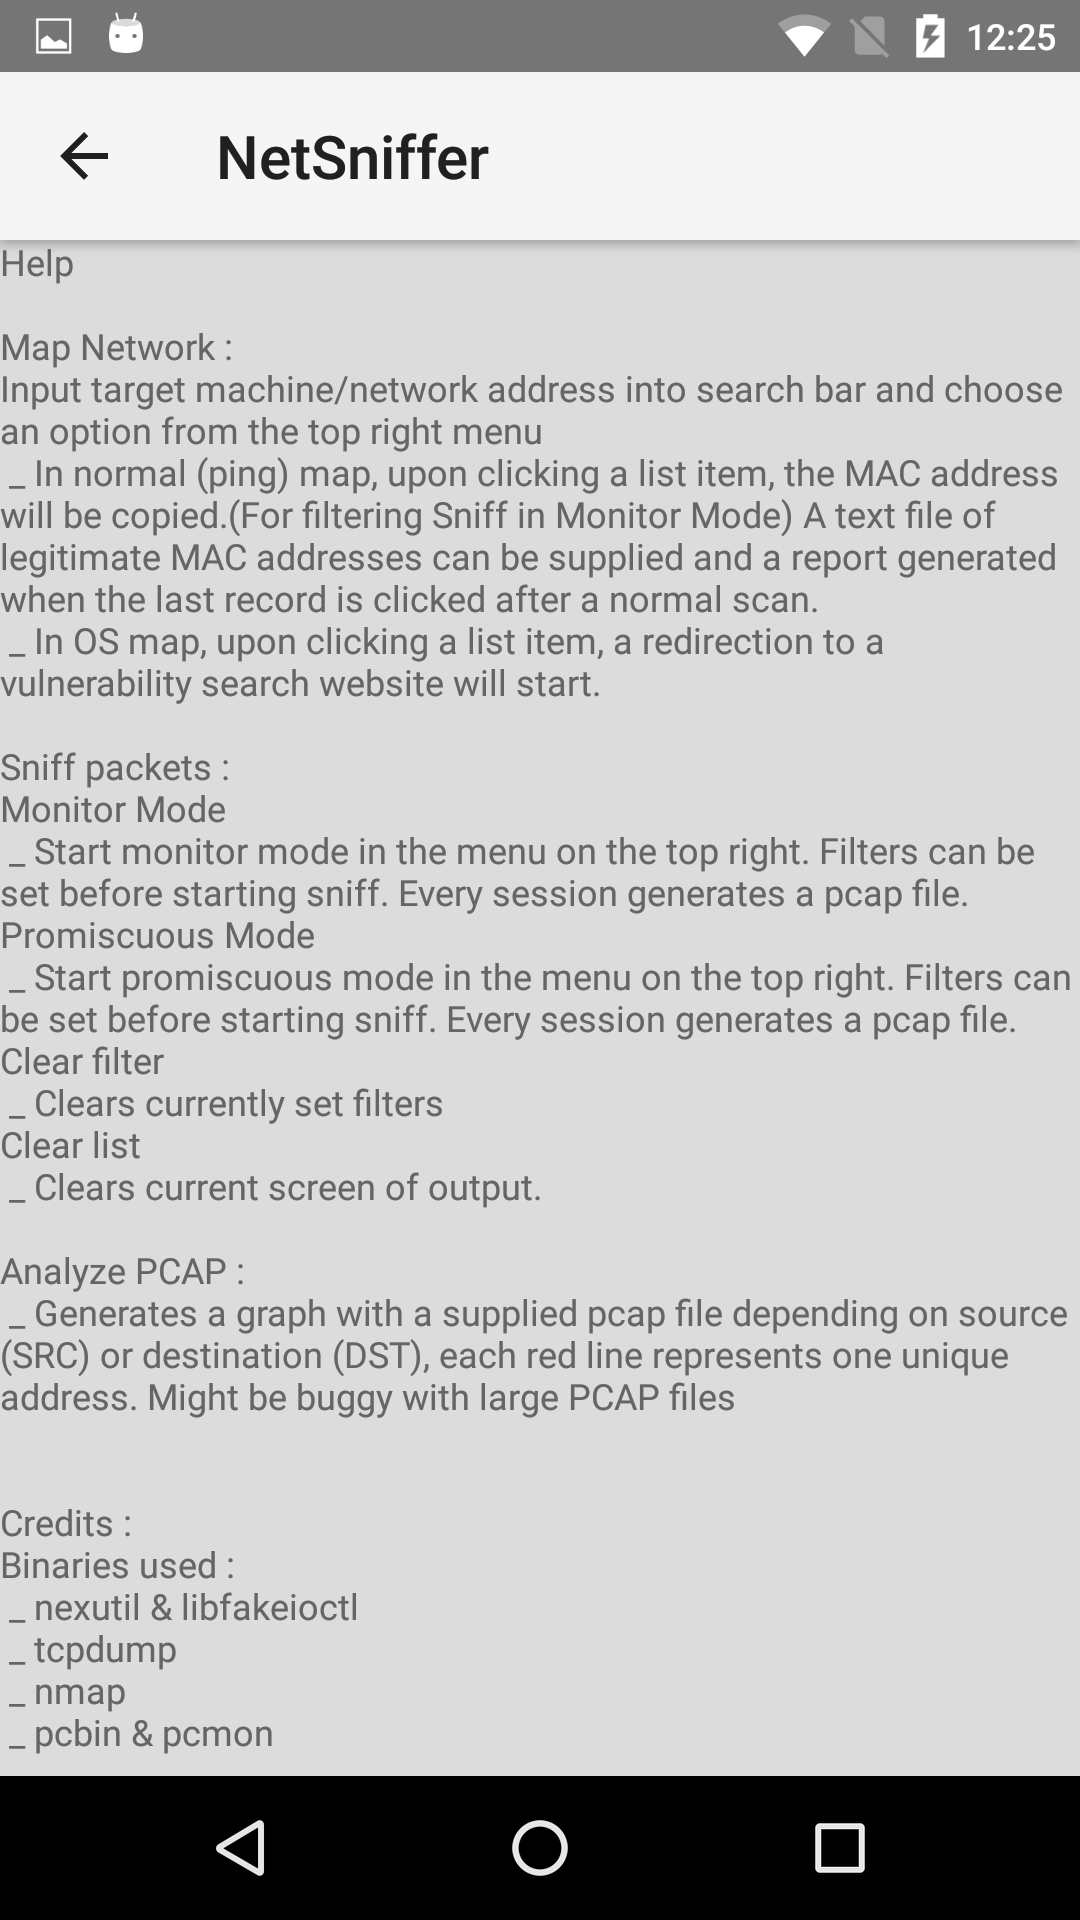 12:25
NetSniffer
Help
Map Network :
Input target machine/network address into search bar and choose
an option from the top right menu
_ In normal (ping) map, upon clicking a list item, the MAC address
will be copied.(For filtering Sniff in Monitor Mode) A text file of
legitimate MAC addresses can be supplied and a report generated
when the last record is clicked after a normal scan.
_ In OS map, upon clicking a list item, a redirection to a
vulnerability search website will start.
Sniff packets :
Monitor Mode
_ Start monitor mode in the menu on the top right. Filters can be
set before starting sniff. Every session generates a pcap file.
Promiscuous Mode
_ Start promiscuous mode in the menu on the top right. Filters can
be set before starting sniff. Every session generates a pcap file.
Clear filter
_ Clears currently set filters
Clear list
_ Clears current screen of output.
Analyze PCAP :
_ Generates a graph with a supplied pcap file depending on source
(SRC) or destination (DST), each red line represents one unique
address. Might be buggy with large PCAP files
Credits :
Binaries used :
_ nexutil & libfakeioctl
_ tcpdump
_ nmap
_ pcbin & pcmon